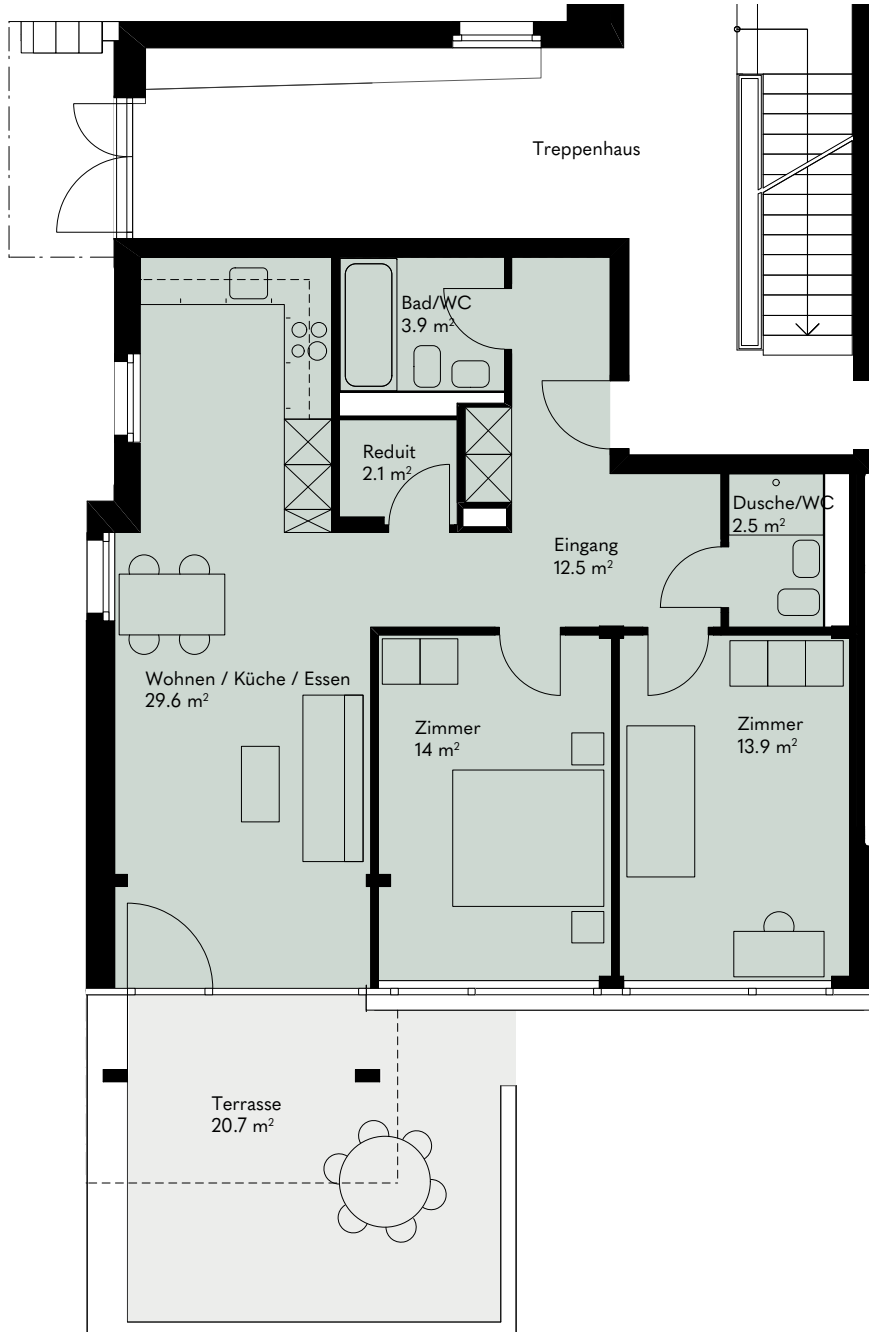 Treppenhaus
Bad/WC
3.9 m²
Reduit
2.1 m²
Dusche/WC
2.5 m²
Eingang
12.5 m²
Wohnen / Küche / Essen
29.6 m²
Zimmer
14 m²
Zimmer
13.9 m²
Terrasse
20.7 m²